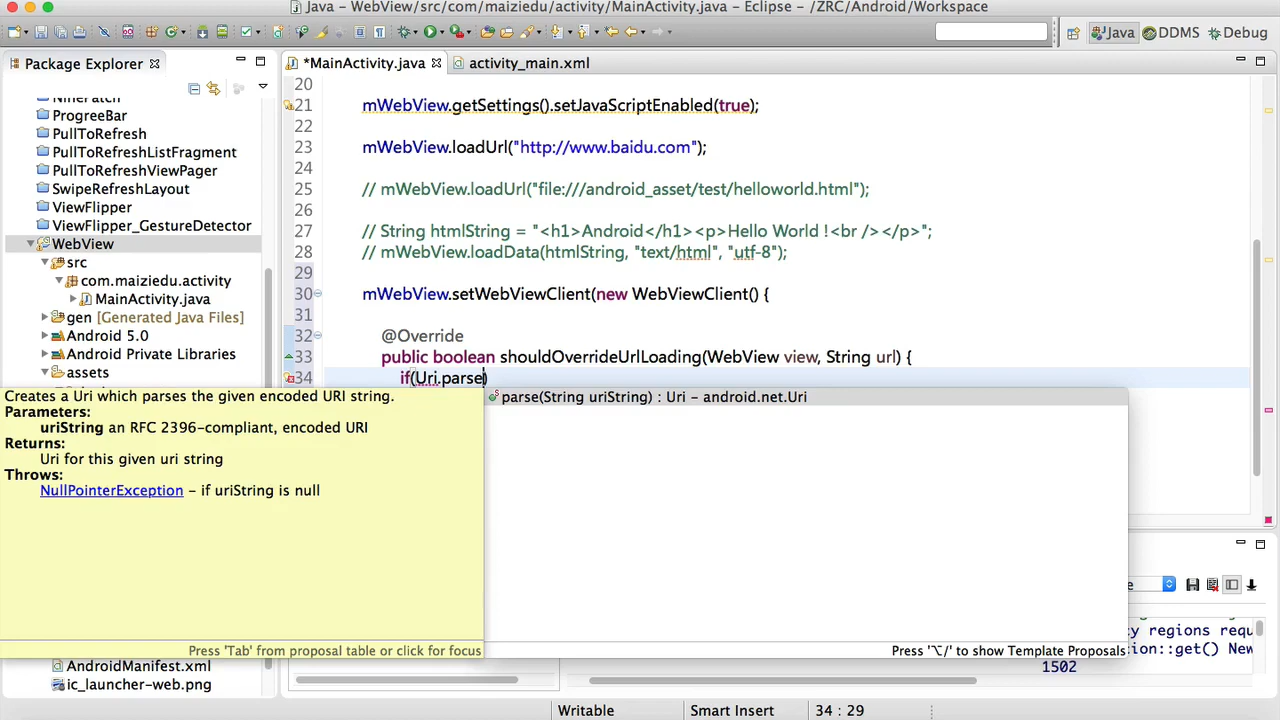 Java - WebView/src/com/maiziedu/activity/MainActivity.java - Eclipse - /ZRC/Android/Workspace
Java DDMS Debug
Package Explorer
*MainActivity.java activity_main.xml
NinePatch
ProgreeBar
PullToRefresh
PullToRefreshListFragment
PullToRefreshViewPager
SwipeRefreshLayout
ViewFlipper
ViewFlipper_GestureDetector
WebView
src
com.maiziedu.activity
MainActivity.java
gen [Generated Java Files]
Android 5.0
Android Private Libraries
assets
20
21 mWebView.getSettings().setJavaScriptEnabled(true);
22
23 mWebView.loadUrl("http://www.baidu.com");
24
25 // mWebView.loadUrl("file:///android_asset/test/helloworld.html");
26
27 // String htmlString = "<h1>Android</h1><p>Hello World !<br /></p>";
28 // mWebView.loadData(htmlString, "text/html", "utf-8");
29
30 mWebView.setWebViewClient(new WebViewClient() {
31
32 @Override
33 public boolean shouldOverrideUrlLoading(WebView view, String url) {
34 if(Uri.parse)
Creates a Uri which parses the given encoded URI string.
Parameters:
uriString an RFC 2396-compliant, encoded URI
Returns:
Uri for this given uri string
Throws:
NullPointerException - if uriString is null
Press 'Tab' from proposal table or click for focus
parse(String uriString) : Uri - android.net.Uri
Press '⌥/' to show Template Proposals
e
cy regions requ
tion::get() New
1502
AndroidManifest.xml
ic_launcher-web.png
Writable Smart Insert 34 : 29